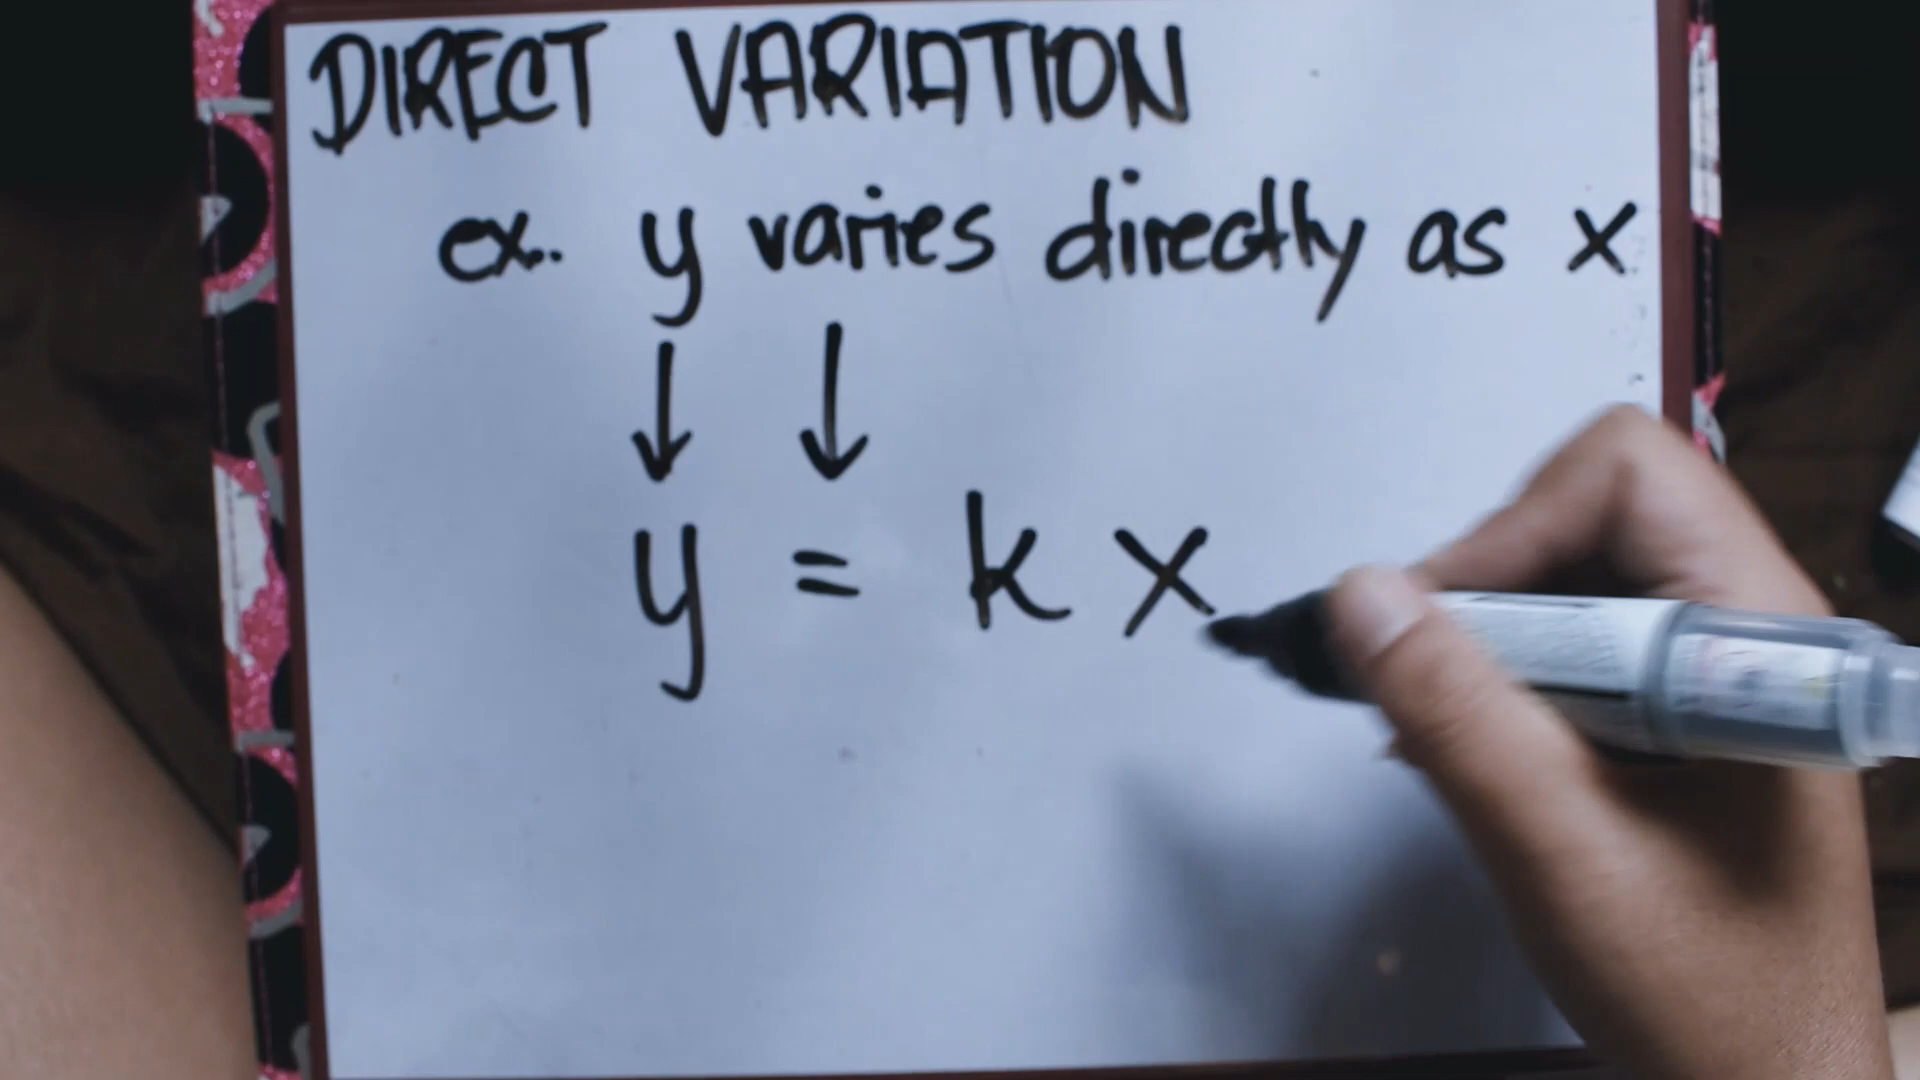 DIRECT VARIATION
ex. y varies directly as x
↓ ↓
y = k x